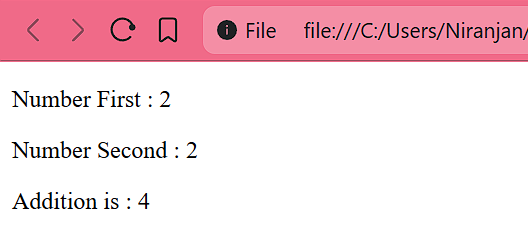 File file:///C:/Users/Niranjan/
Number First : 2
Number Second : 2
Addition is : 4